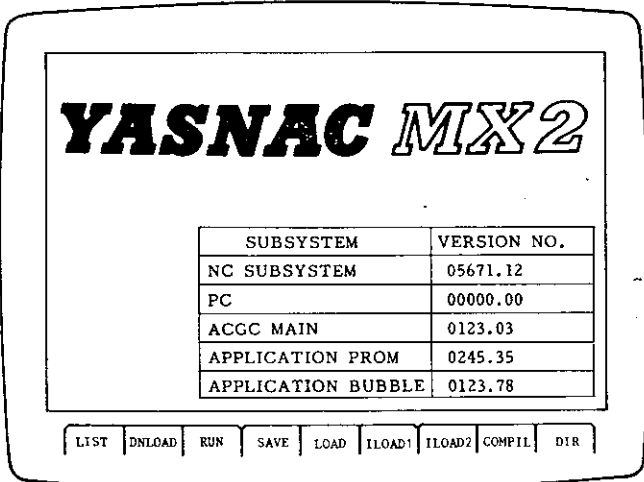 YASNAC MX2
SUBSYSTEM VERSION NO.
NC SUBSYSTEM 05671.12
PC 00000.00
ACGC MAIN 0123.03
APPLICATION PROM 0245.35
APPLICATION BUBBLE 0123.78
LIST DNLOAD RUN SAVE LOAD ILOAD1 ILOAD2 COMPIL DIR